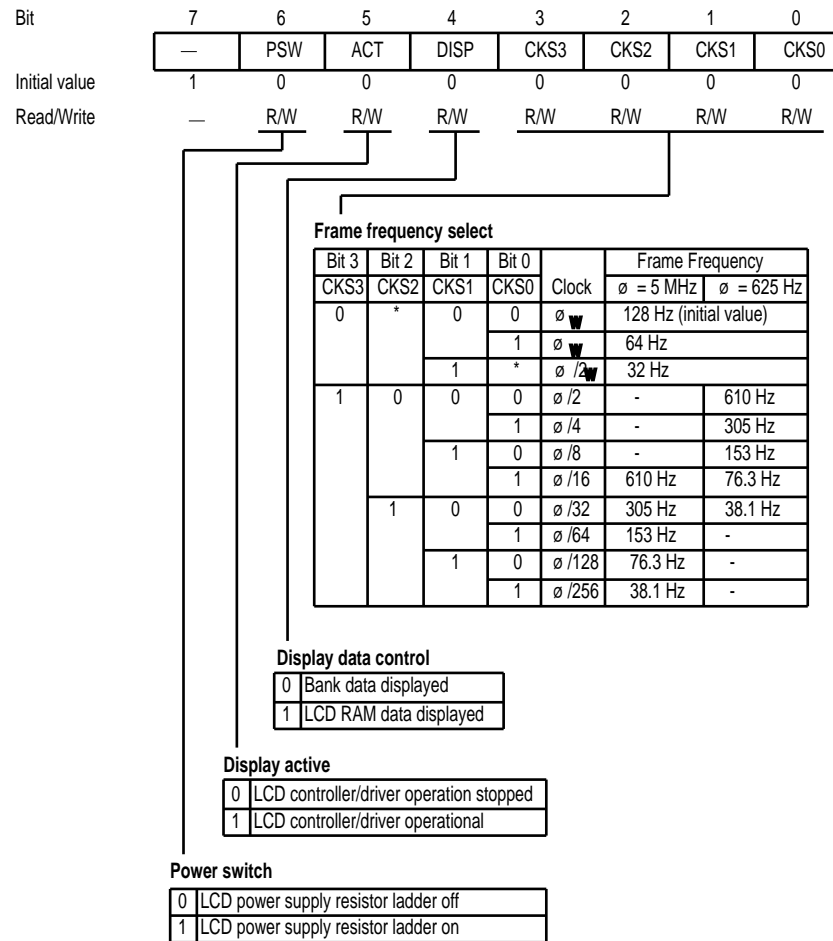 Bit 7 6 5 4 3 2 1 0
— PSW ACT DISP CKS3 CKS2 CKS1 CKS0
Initial value 1 0 0 0 0 0 0 0
Read/Write — R/W R/W R/W R/W R/W R/W R/W
Frame frequency select
Bit 3 Bit 2 Bit 1 Bit 0 Frame Frequency
CKS3 CKS2 CKS1 CKS0 Clock ø = 5 MHz ø = 625 Hz
0 * 0 0 ø w 128 Hz (initial value)
1 ø w 64 Hz
1 * ø /2w 32 Hz
1 0 0 0 ø /2 - 610 Hz
1 ø /4 - 305 Hz
1 0 ø /8 - 153 Hz
1 ø /16 610 Hz 76.3 Hz
1 0 0 ø /32 305 Hz 38.1 Hz
1 ø /64 153 Hz -
1 0 ø /128 76.3 Hz -
1 ø /256 38.1 Hz -
Display data control
0 Bank data displayed
1 LCD RAM data displayed
Display active
0 LCD controller/driver operation stopped
1 LCD controller/driver operational
Power switch
0 LCD power supply resistor ladder off
1 LCD power supply resistor ladder on